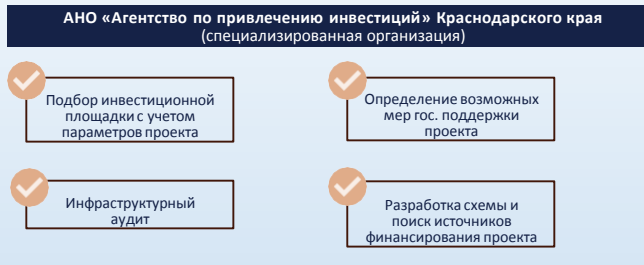 АНО «Агентство по привлечению инвестиций» Краснодарского края
(специализированная организация)
Подбор инвестиционной
площадки с учетом
параметров проекта
Определение возможных
мер гос. поддержки
проекта
Инфраструктурный
аудит
Разработка схемы и
поиск источников
финансирования проекта